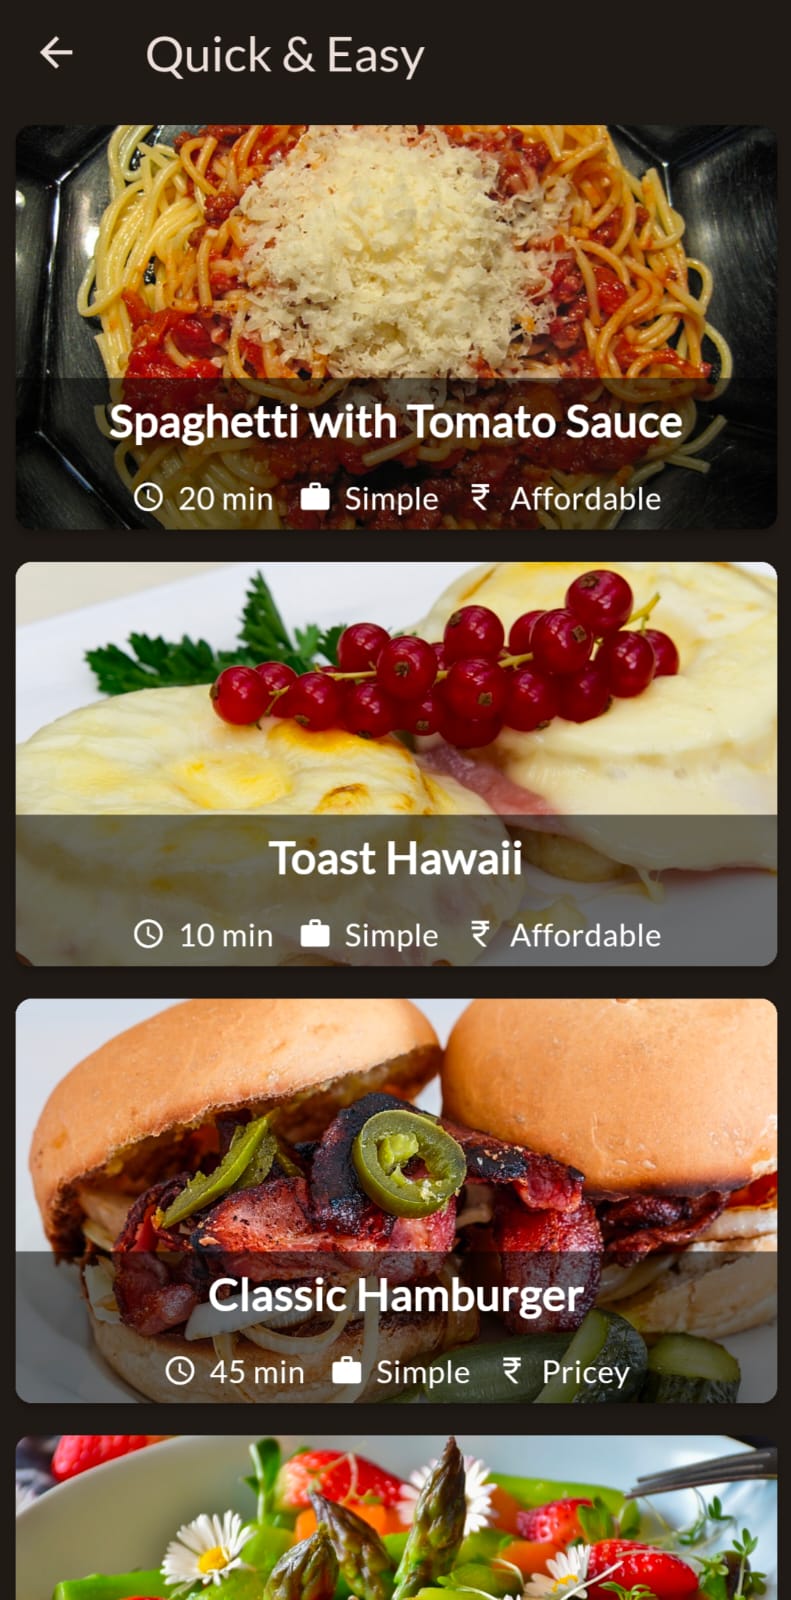 Quick & Easy
Spaghetti with Tomato Sauce
20 min Simple ₹ Affordable
Toast Hawaii
10 min Simple ₹ Affordable
Classic Hamburger
45 min Simple ₹ Pricey